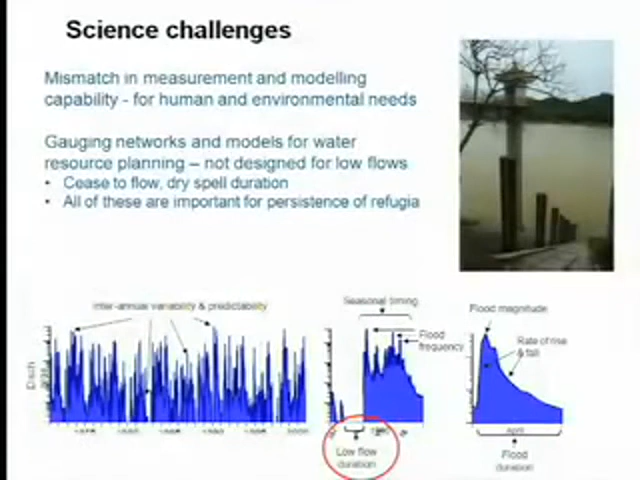 Science challenges
Mismatch in measurement and modelling
capability - for human and environmental needs
Gauging networks and models for water
resource planning – not designed for low flows
• Cease to flow, dry spell duration
• All of these are important for persistence of refugia
Inter-annual variability & predictability
Seasonal timing
Flood
frequency
Flood magnitude
Rate of rise
& fall
April
Low flow
duration
Flood
duration